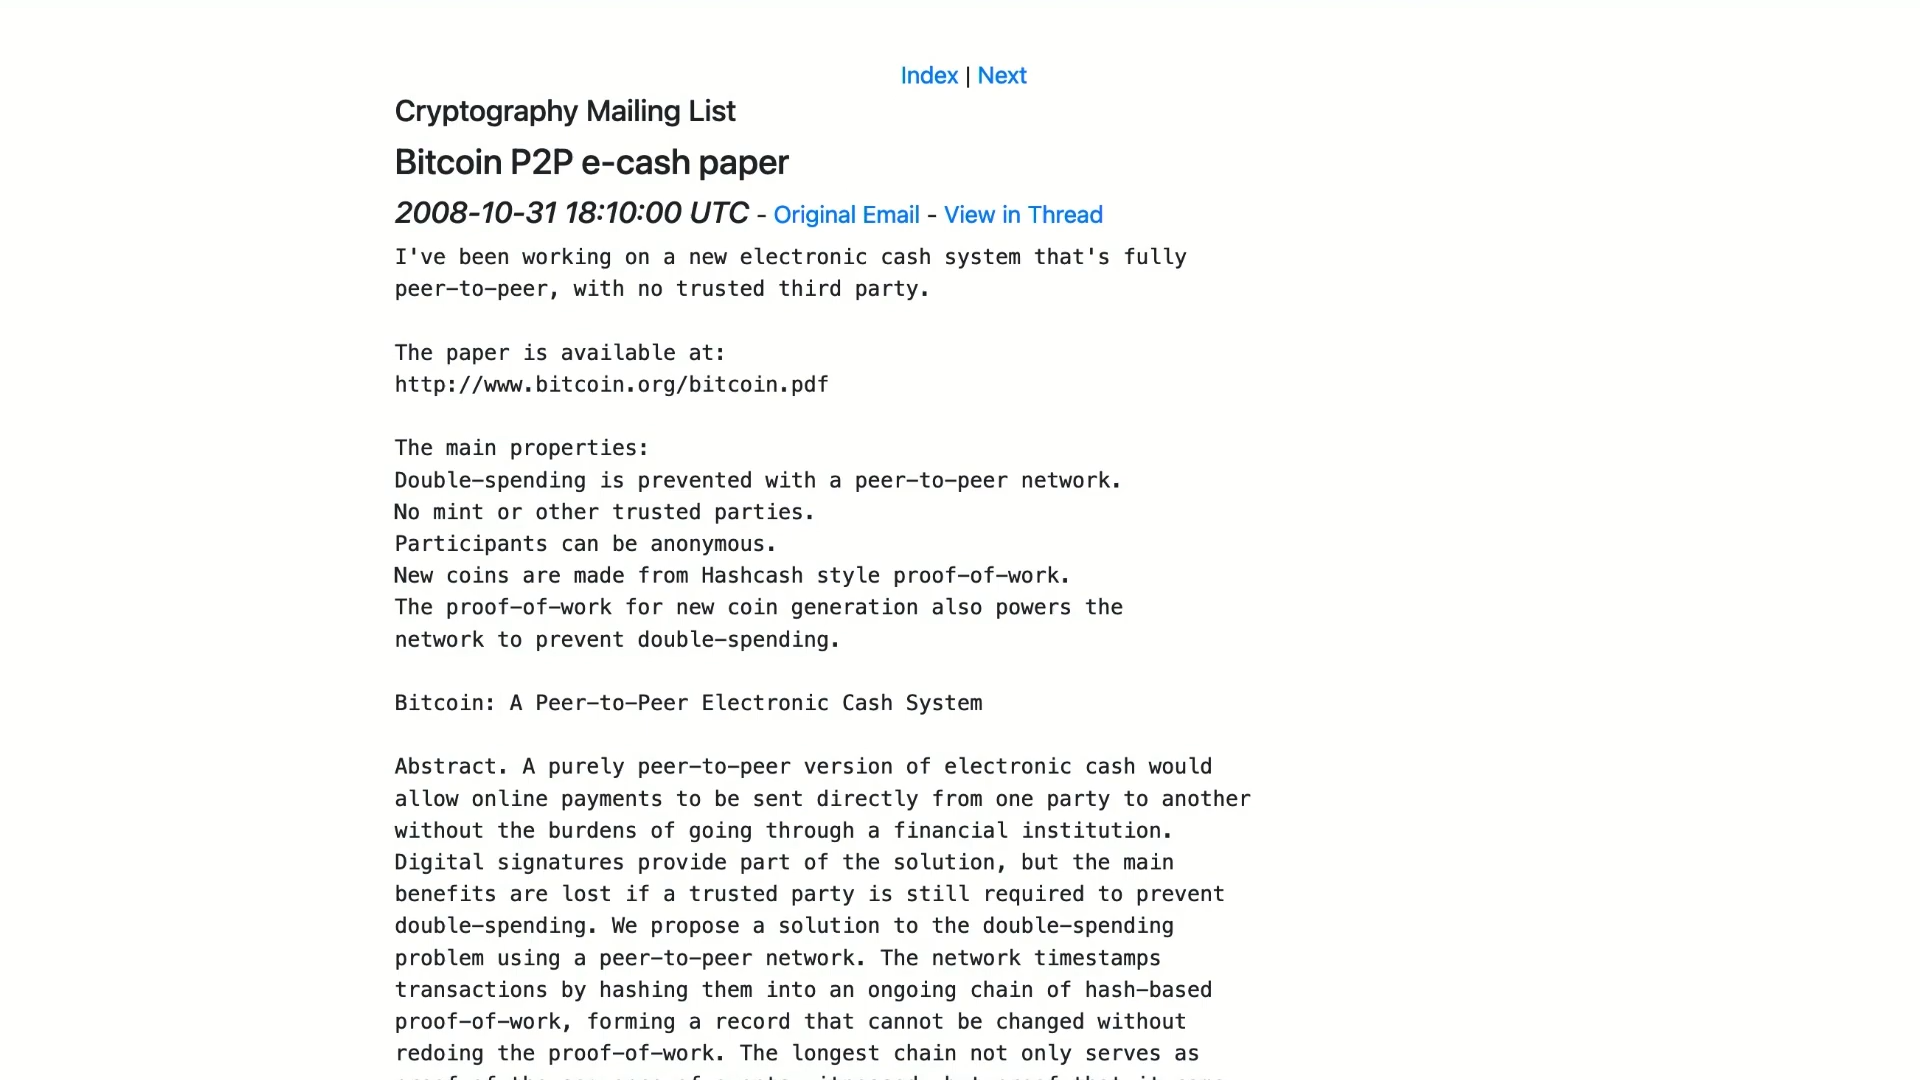 Index | Next
Cryptography Mailing List
Bitcoin P2P e-cash paper
2008-10-31 18:10:00 UTC - Original Email - View in Thread
I've been working on a new electronic cash system that's fully
peer-to-peer, with no trusted third party.
The paper is available at:
http://www.bitcoin.org/bitcoin.pdf
The main properties:
Double-spending is prevented with a peer-to-peer network.
No mint or other trusted parties.
Participants can be anonymous.
New coins are made from Hashcash style proof-of-work.
The proof-of-work for new coin generation also powers the
network to prevent double-spending.
Bitcoin: A Peer-to-Peer Electronic Cash System
Abstract. A purely peer-to-peer version of electronic cash would
allow online payments to be sent directly from one party to another
without the burdens of going through a financial institution.
Digital signatures provide part of the solution, but the main
benefits are lost if a trusted party is still required to prevent
double-spending. We propose a solution to the double-spending
problem using a peer-to-peer network. The network timestamps
transactions by hashing them into an ongoing chain of hash-based
proof-of-work, forming a record that cannot be changed without
redoing the proof-of-work. The longest chain not only serves as